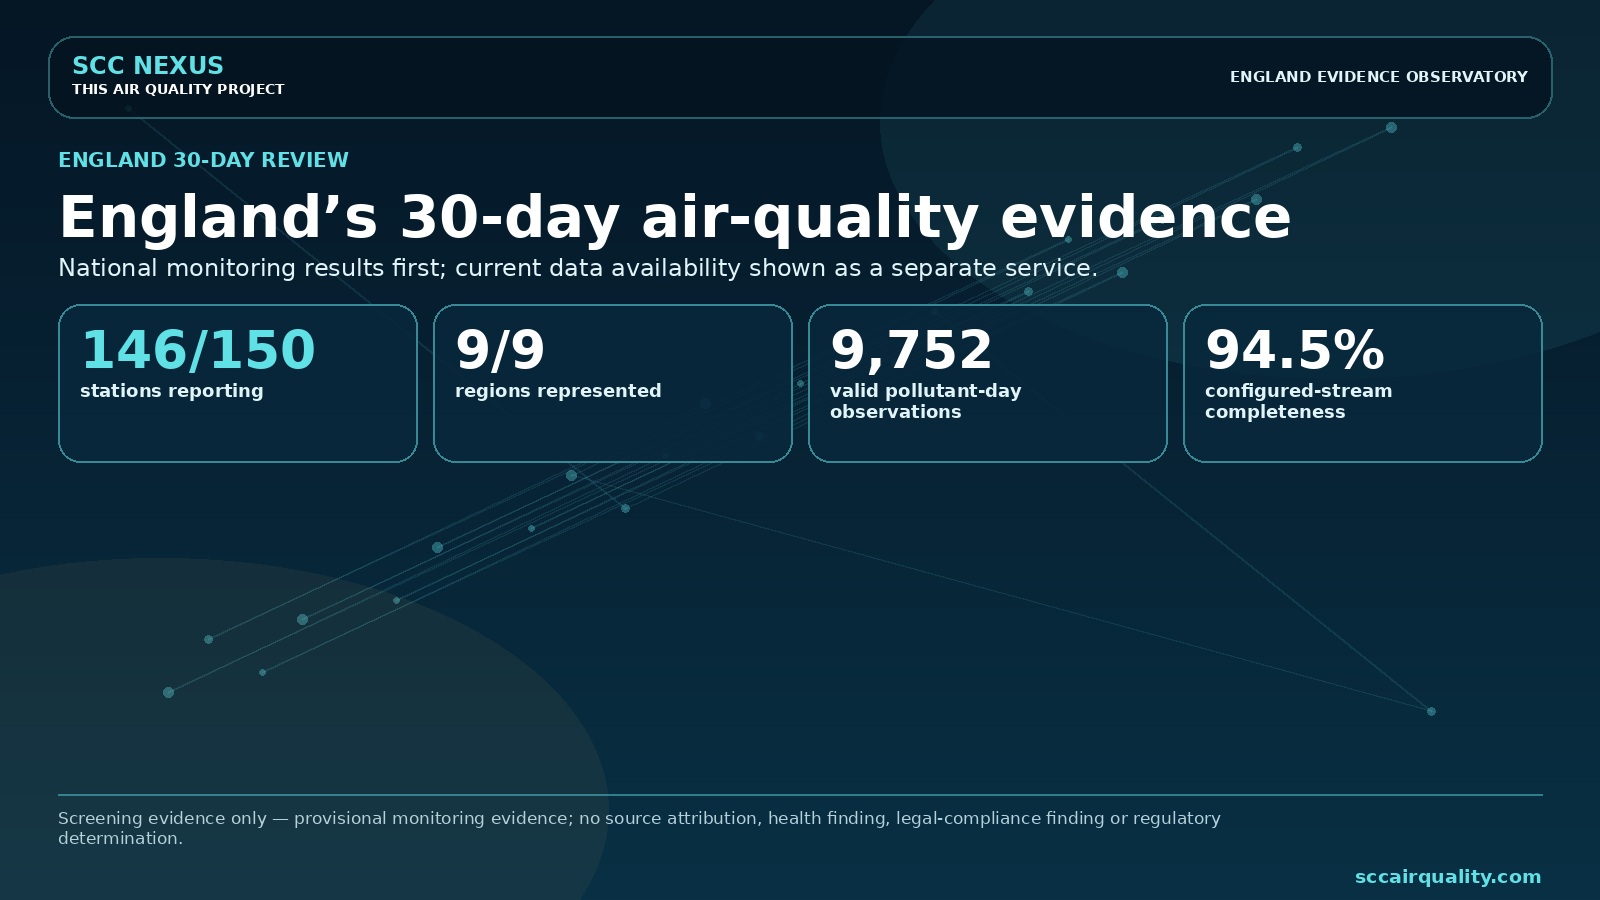 SCC NEXUS
THIS AIR QUALITY PROJECT
ENGLAND EVIDENCE OBSERVATORY
ENGLAND 30-DAY REVIEW
England’s 30-day air-quality evidence
National monitoring results first; current data availability shown as a separate service.
146/150
stations reporting
9/9
regions represented
9,752
valid pollutant-day
observations
94.5%
configured-stream
completeness
Screening evidence only — provisional monitoring evidence; no source attribution, health finding, legal-compliance finding or regulatory
determination.
sccairquality.com